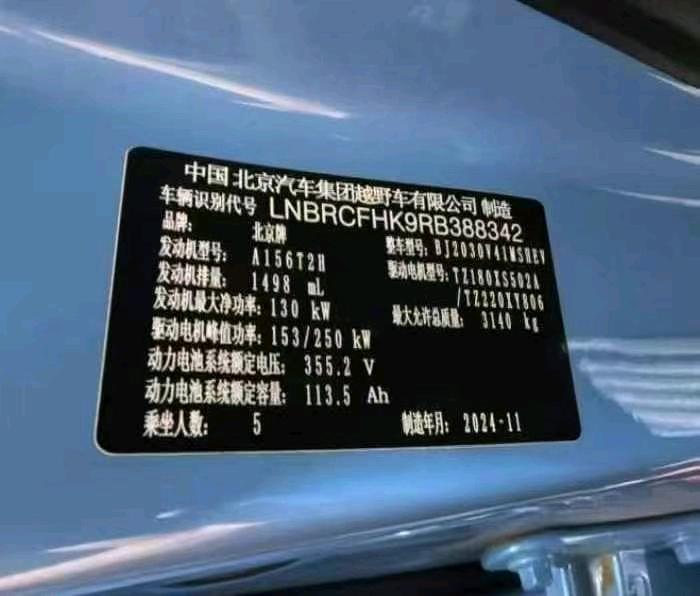 中国 北京汽车集团越野车有限公司 制造
车辆识别代号 LNBRCFHK9RB388342
品牌: 北京牌 整车型号: BJ2030V41MSHEV
发动机型号: A156T2H 驱动电机型号: TZ180XS502A
发动机排量: 1498 mL /TZ220XY806
发动机最大净功率: 130 kW 最大允许总质量: 3140 kg
驱动电机峰值功率: 153/250 kW
动力电池系统额定电压: 355.2 V
动力电池系统额定容量: 113.5 Ah
乘坐人数: 5 制造年月: 2024-11